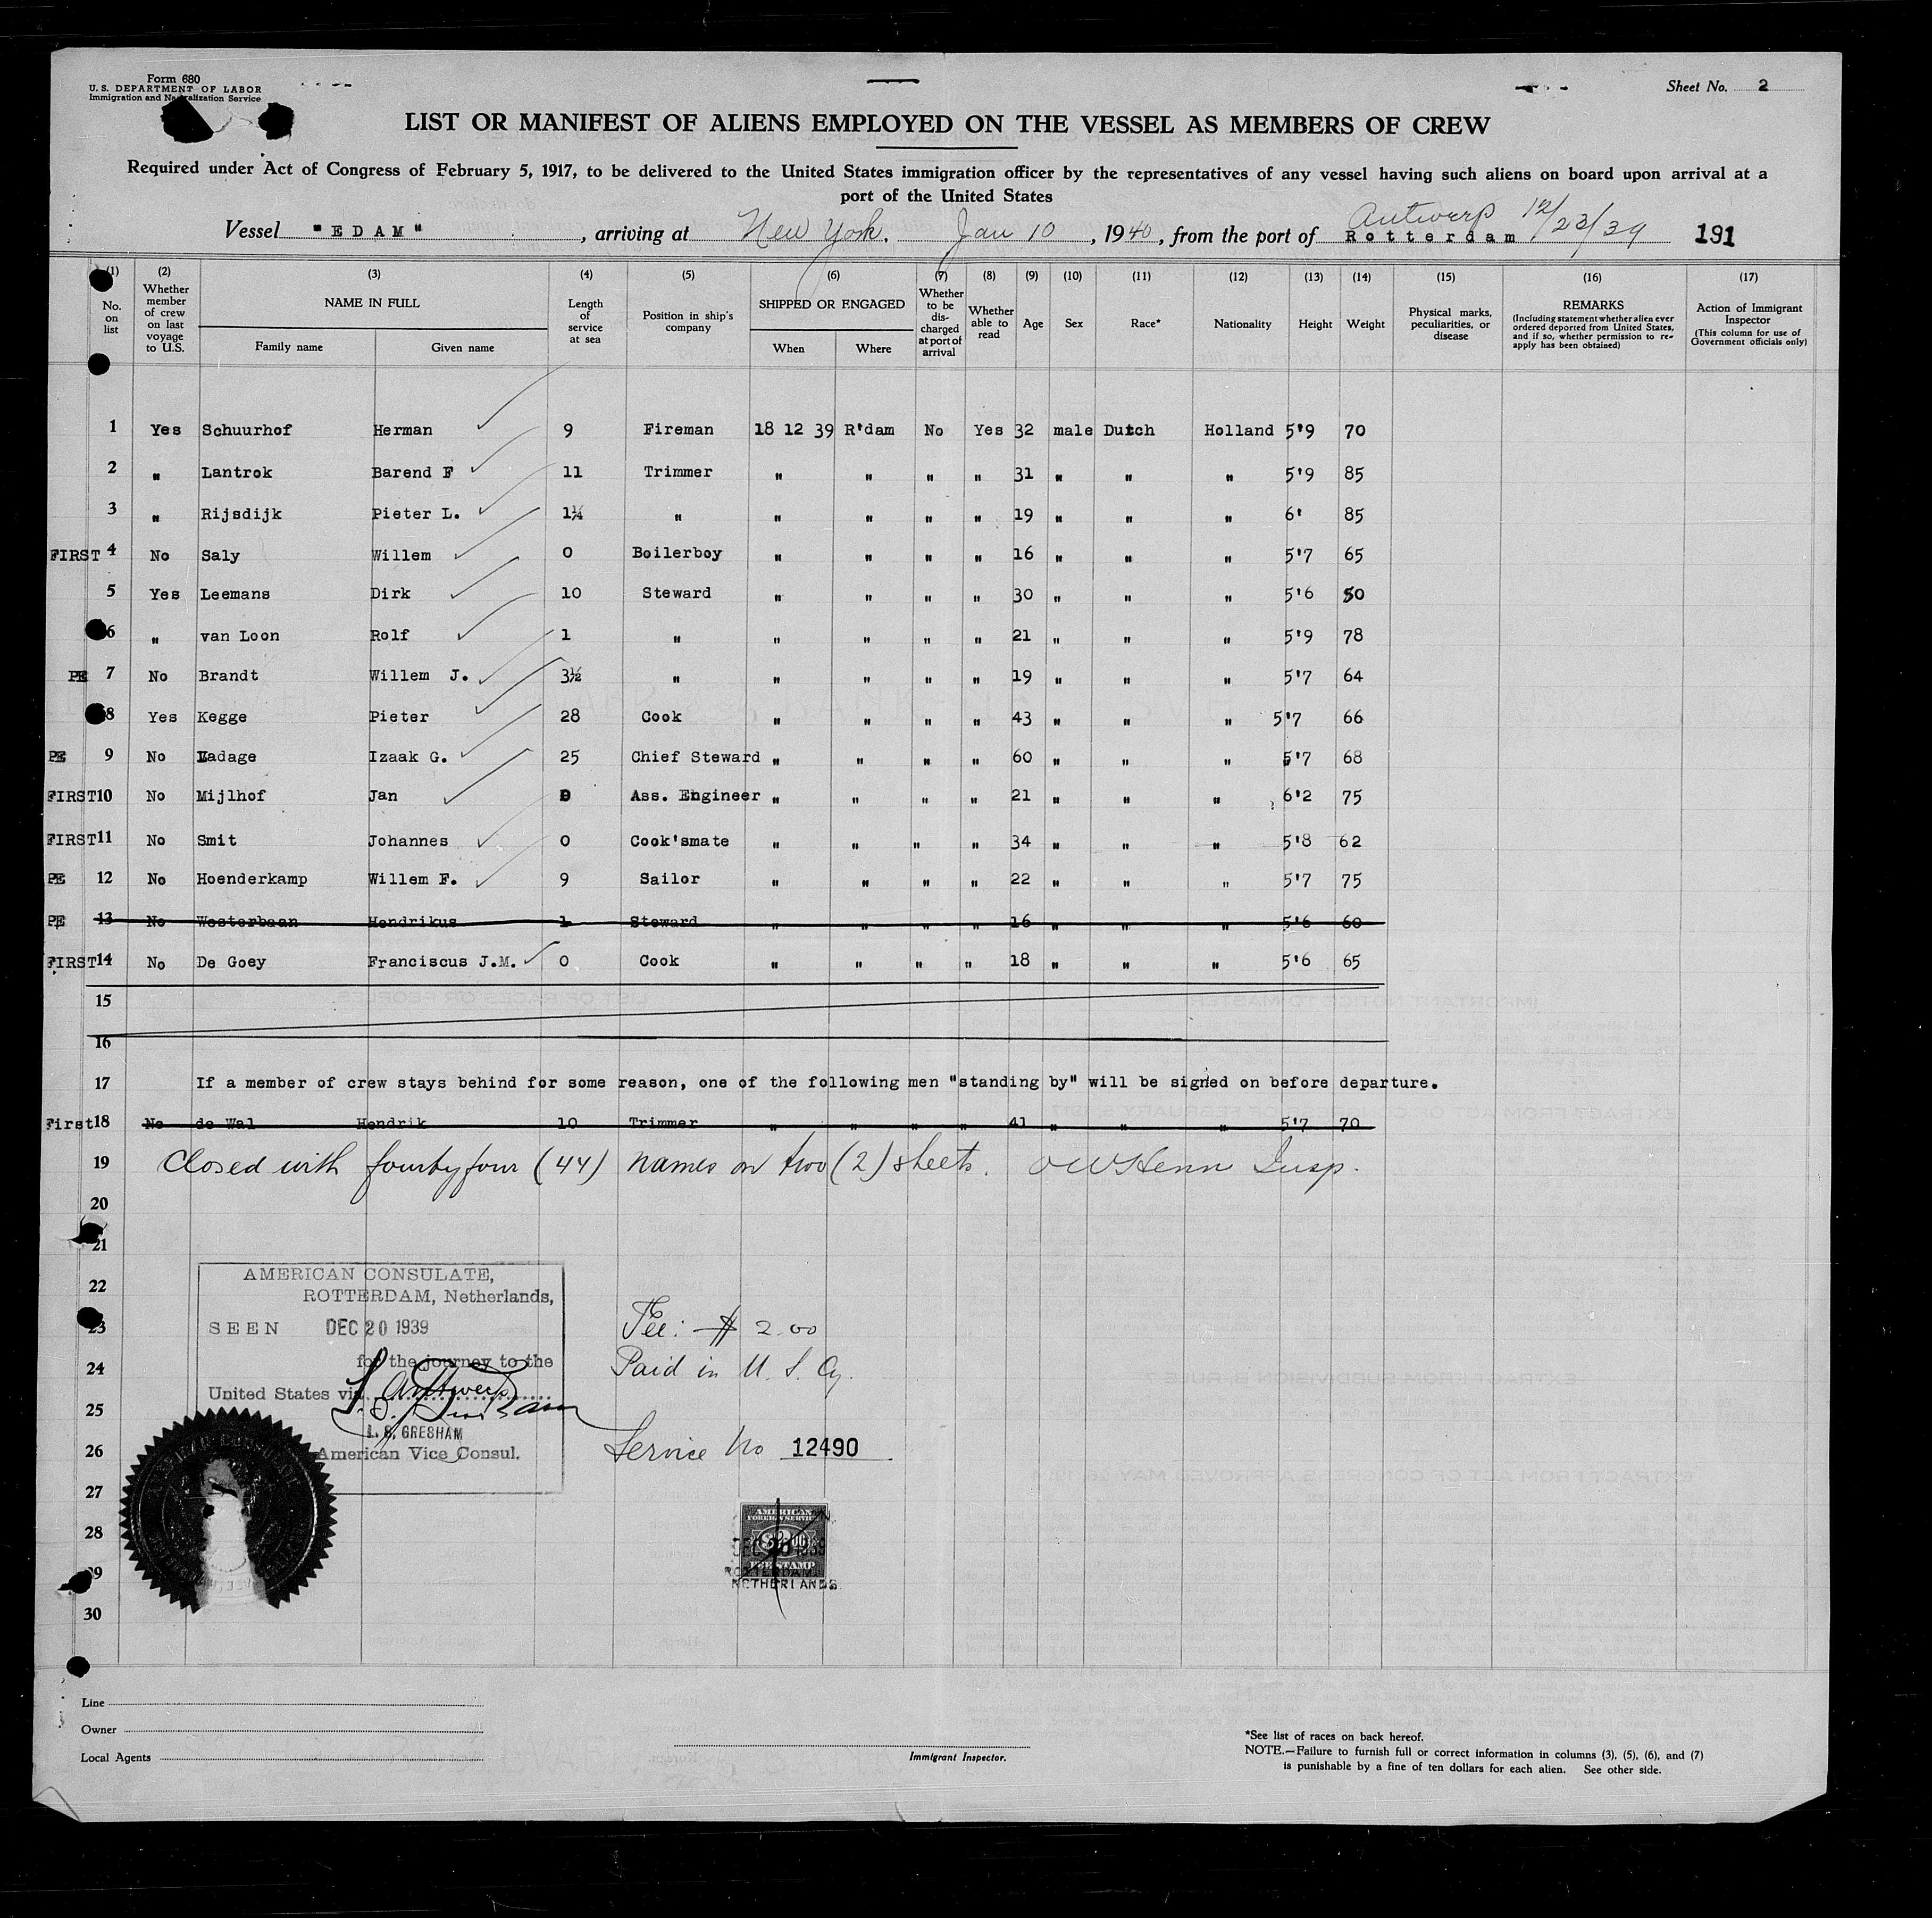 Form 680
U. S. DEPARTMENT OF LABOR
Immigration and Naturalization Service
Sheet No. 2
LIST OR MANIFEST OF ALIENS EMPLOYED ON THE VESSEL AS MEMBERS OF CREW
Required under Act of Congress of February 5, 1917, to be delivered to the United States immigration officer by the representatives of any vessel having such aliens on board upon arrival at a
port of the United States
Antwerp 12/23/39
Vessel "EDAM", arriving at New York, Jan 10, 1940, from the port of Rotterdam 191
(1) (2) (3) (4) (5) (6) (7) (8) (9) (10) (11) (12) (13) (14) (15) (16) (17)
No. on list
Whether member of crew on last voyage to U.S.
NAME IN FULL
Family name
Given name
Length of service at sea
Position in ship's company
SHIPPED OR ENGAGED
When
Where
Whether to be discharged at port of arrival
Whether able to read
Age
Sex
Race*
Nationality
Height
Weight
Physical marks, peculiarities, or disease
REMARKS
(Including statement whether alien ever ordered deported from United States, and if so, whether permission to re-apply has been obtained)
Action of Immigrant Inspector
(This column for use of Government officials only)
1 Yes Schuurhof Herman 9 Fireman 18 12 39 R'dam No Yes 32 male Dutch Holland 5'9 70
2 " Lantrok Barend F 11 Trimmer " " " " 31 " " " 5'9 85
3 " Rijsdijk Pieter L. 1¼ " " " " " 19 " " " 6' 85
FIRST 4 No Saly Willem 0 Boilerboy " " " " 16 " " " 5'7 65
5 Yes Leemans Dirk 10 Steward " " " " 30 " " " 5'6 50
6 " van Loon Rolf 1 " " " " " 21 " " " 5'9 78
PE 7 No Brandt Willem J. 3½ " " " " " 19 " " " 5'7 64
8 Yes Kegge Pieter 28 Cook " " " " 43 " " " 5'7 66
PE 9 No Ladage Izaak G. 25 Chief Steward " " " " 60 " " " 5'7 68
FIRST 10 No Mijlhof Jan 0 Ass. Engineer " " " " 21 " " " 6'2 75
FIRST 11 No Smit Johannes 0 Cook'smate " " " " 34 " " " 5'8 62
PE 12 No Hoenderkamp Willem F. 9 Sailor " " " " 22 " " " 5'7 75
PE 13 No Westerbaan Hendrikus 1 Steward " " " " 16 " " " 5'6 60
FIRST 14 No De Goey Franciscus J.M. 0 Cook " " " " 18 " " " 5'6 65
15
16
17 If a member of crew stays behind for some reason, one of the following men "standing by" will be signed on before departure.
First 18 No de Wal Hendrik 10 Trimmer " " " " 41 " " " 5'7 70
19 Closed with fourtyfour (44) names on two (2) sheets. Insp.
20
21
22
23
24
25
26
27
28
29
30
AMERICAN CONSULATE,
ROTTERDAM, Netherlands,
SEEN DEC 20 1939
for the journey to the
United States via Antwerp
L. S. GRESHAM
American Vice Consul.
Fee: $ 2.00
Paid in U. S. Cy.
Service No 12490
AMERICAN
FOREIGN SERVICE
FEE STAMP
ROTTERDAM
NETHERLANDS
Line
Owner
Local Agents
Immigrant Inspector.
*See list of races on back hereof.
NOTE.—Failure to furnish full or correct information in columns (3), (5), (6), and (7)
is punishable by a fine of ten dollars for each alien. See other side.